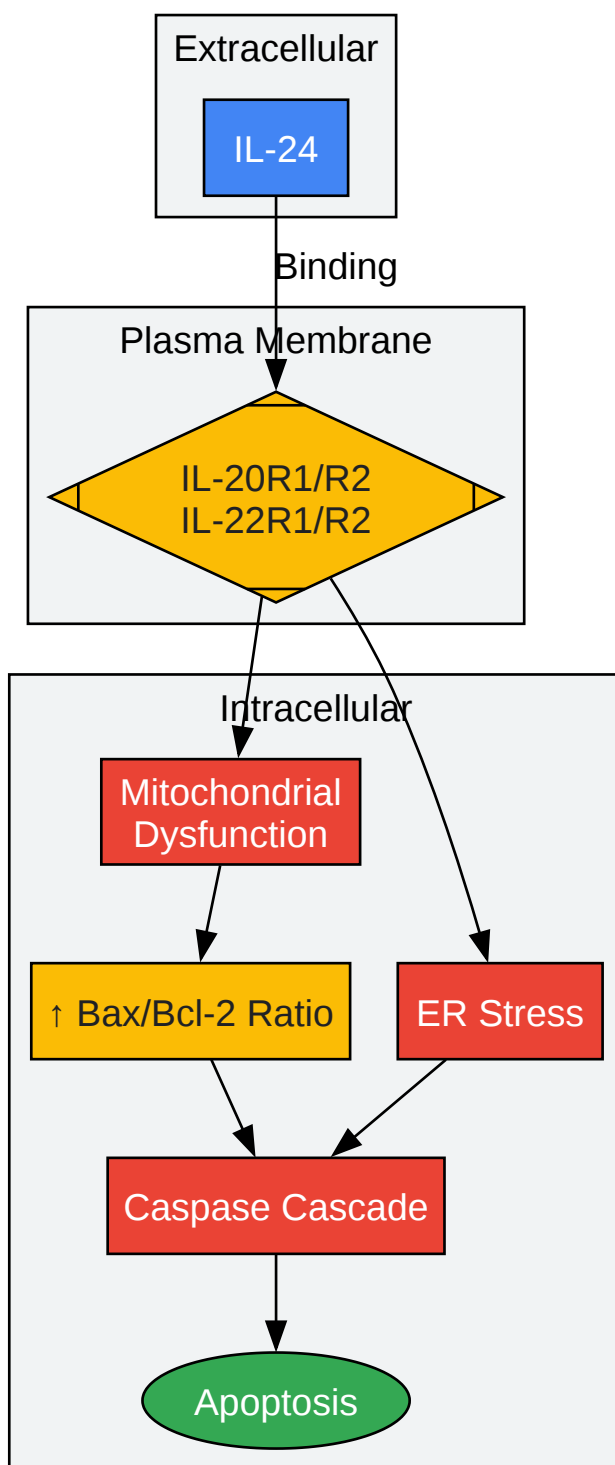 Extracellular
IL-24
Binding
Plasma Membrane
IL-20R1/R2
IL-22R1/R2
Intracellular
Mitochondrial
Dysfunction
↑ Bax/Bcl-2 Ratio
ER Stress
Caspase Cascade
Apoptosis